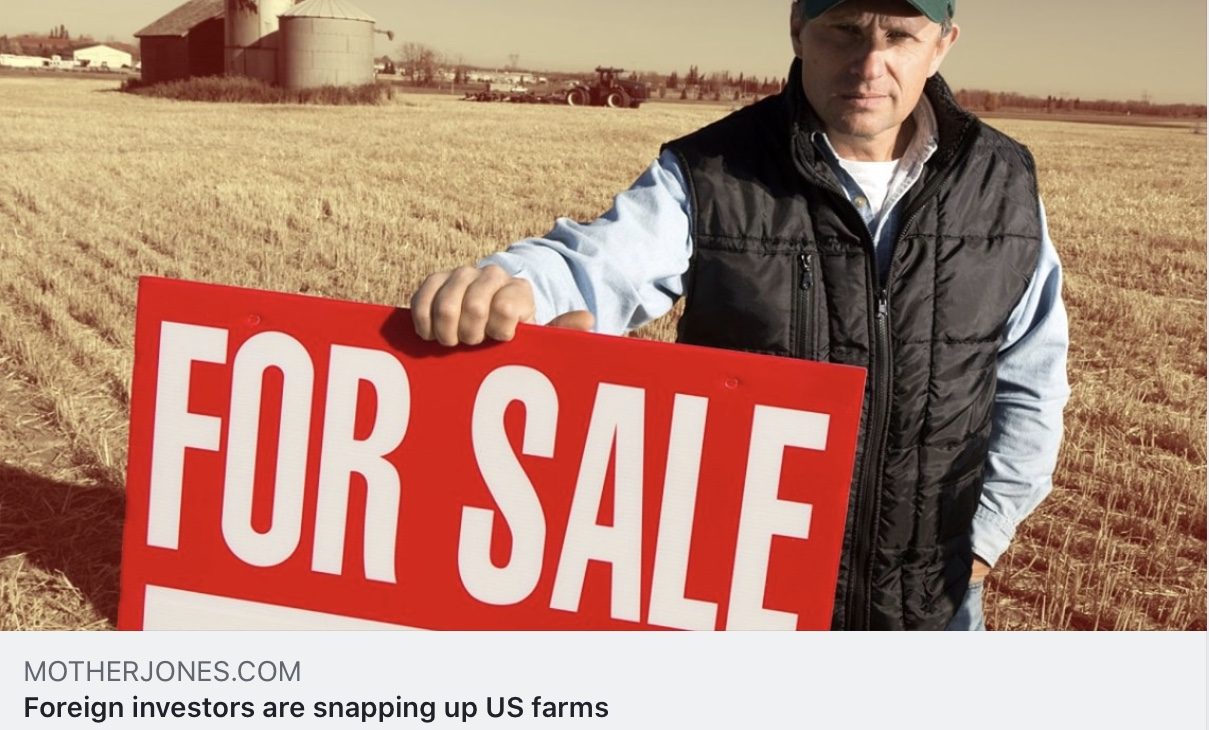 FOR SALE
MOTHERJONES.COM
Foreign investors are snapping up US farms